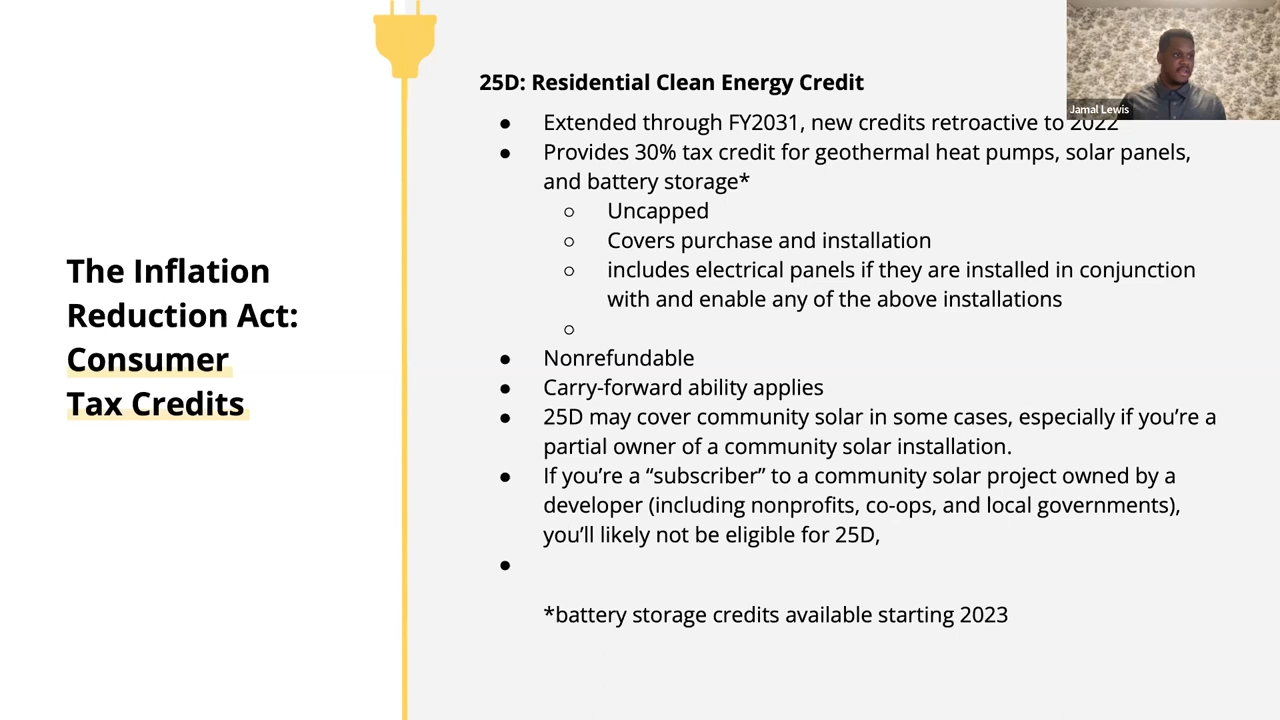 The Inflation
Reduction Act:
Consumer
Tax Credits
25D: Residential Clean Energy Credit
● Extended through FY2031, new credits retroactive to 2022
● Provides 30% tax credit for geothermal heat pumps, solar panels,
and battery storage*
○ Uncapped
○ Covers purchase and installation
○ includes electrical panels if they are installed in conjunction
with and enable any of the above installations
○
● Nonrefundable
● Carry-forward ability applies
● 25D may cover community solar in some cases, especially if you’re a
partial owner of a community solar installation.
● If you’re a “subscriber” to a community solar project owned by a
developer (including nonprofits, co-ops, and local governments),
you’ll likely not be eligible for 25D,
●
*battery storage credits available starting 2023
Jamal Lewis